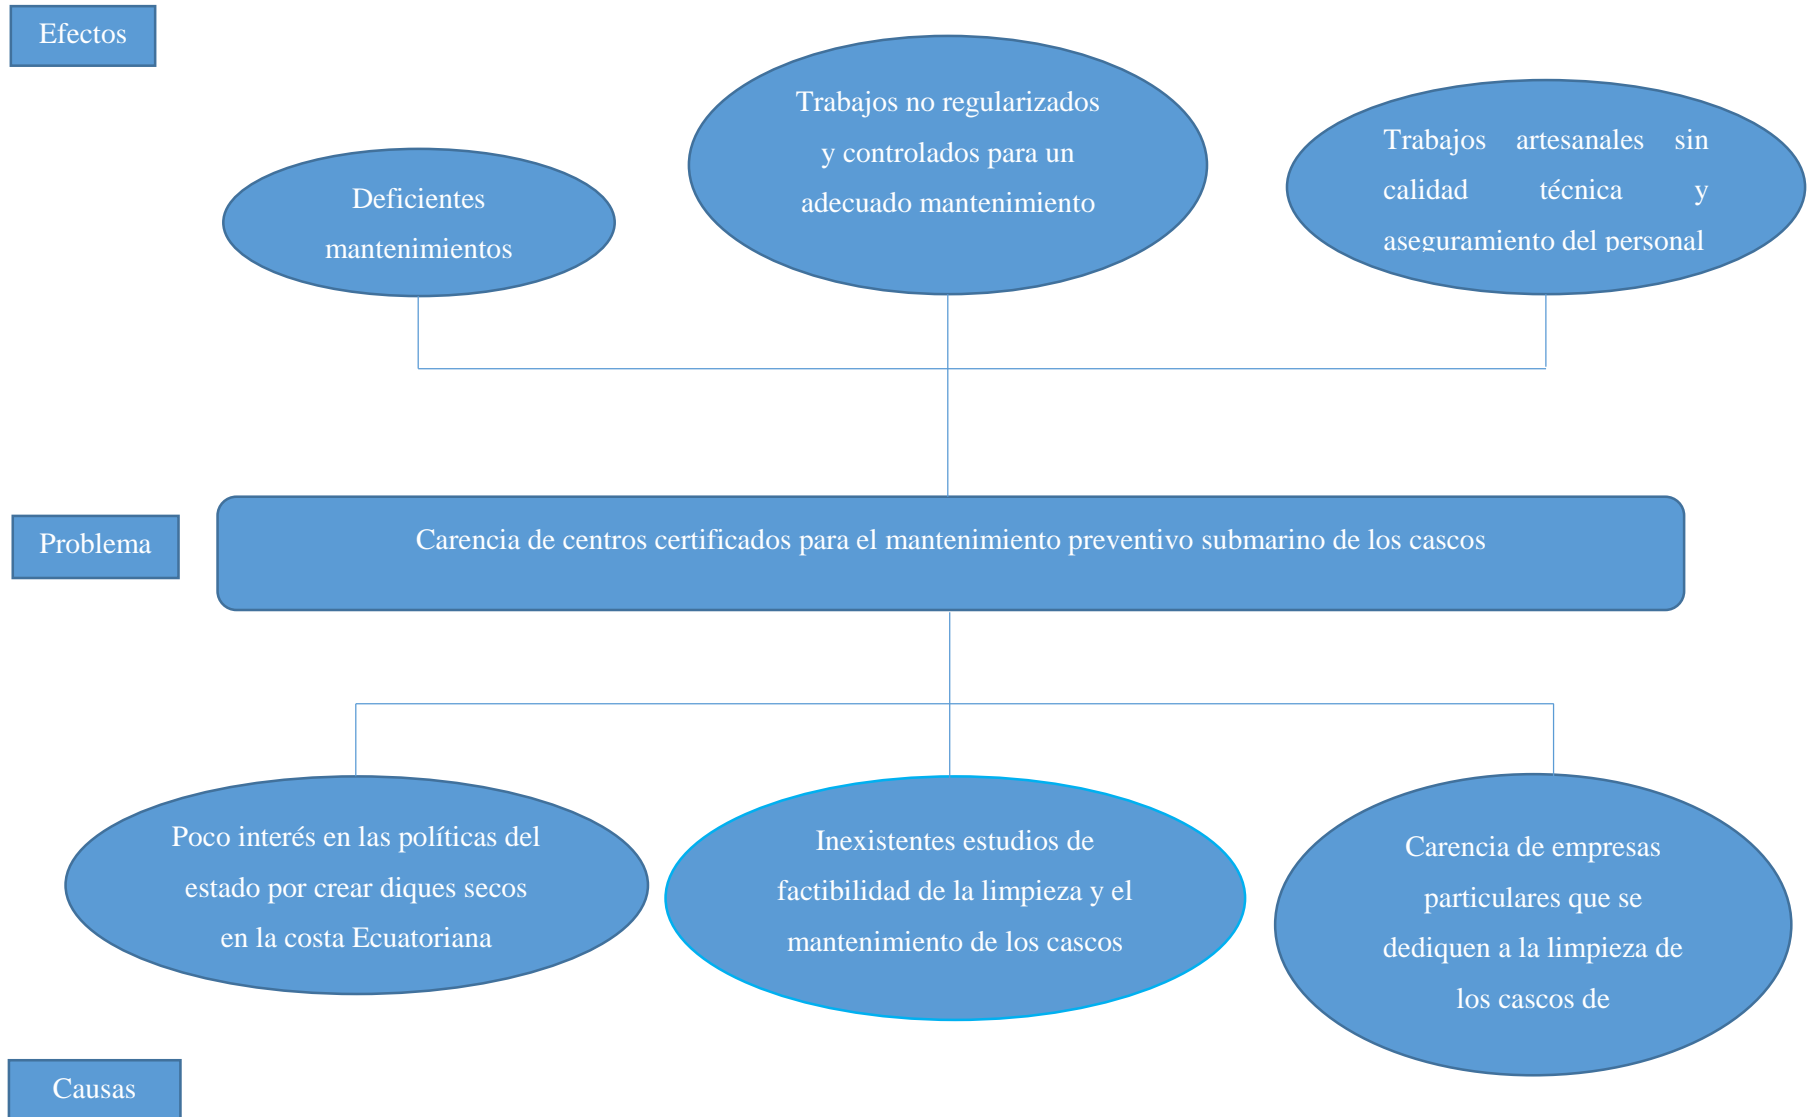 Efectos
Deficientes
mantenimientos
Trabajos no regularizados
y controlados para un
adecuado mantenimiento
Trabajos artesanales sin
calidad técnica y
aseguramiento del personal
Problema
Carencia de centros certificados para el mantenimiento preventivo submarino de los cascos
Poco interés en las políticas del
estado por crear diques secos
en la costa Ecuatoriana
Inexistentes estudios de
factibilidad de la limpieza y el
mantenimiento de los cascos
Carencia de empresas
particulares que se
dediquen a la limpieza de
los cascos de
Causas